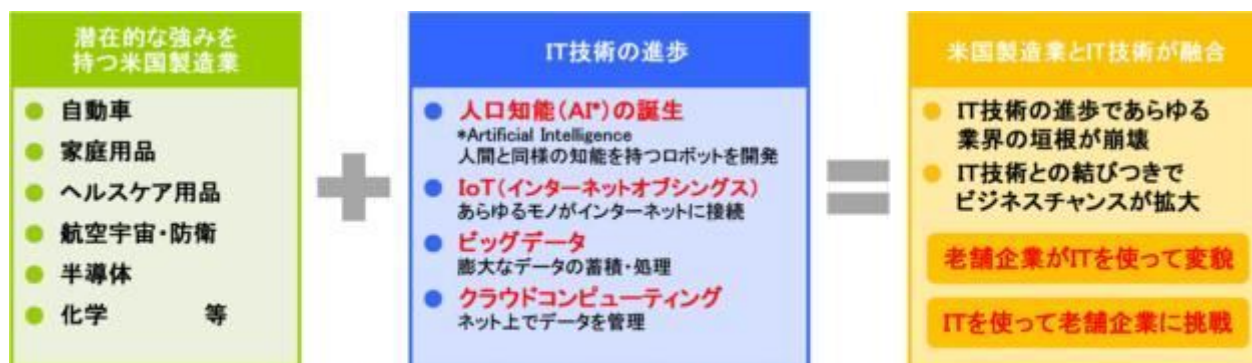 潜在的な強みを
持つ米国製造業
● 自動車
● 家庭用品
● ヘルスケア用品
● 航空宇宙・防衛
● 半導体
● 化学 等
+
IT技術の進歩
● 人口知能(AI*)の誕生
*Artificial Intelligence
人間と同様の知能を持つロボットを開発
● IoT(インターネットオブシングス)
あらゆるモノがインターネットに接続
● ビッグデータ
膨大なデータの蓄積・処理
● クラウドコンピューティング
ネット上でデータを管理
=
米国製造業とIT技術が融合
● IT技術の進歩であらゆる
業界の垣根が崩壊
● IT技術との結びつきで
ビジネスチャンスが拡大
老舗企業がITを使って変貌
ITを使って老舗企業に挑戦